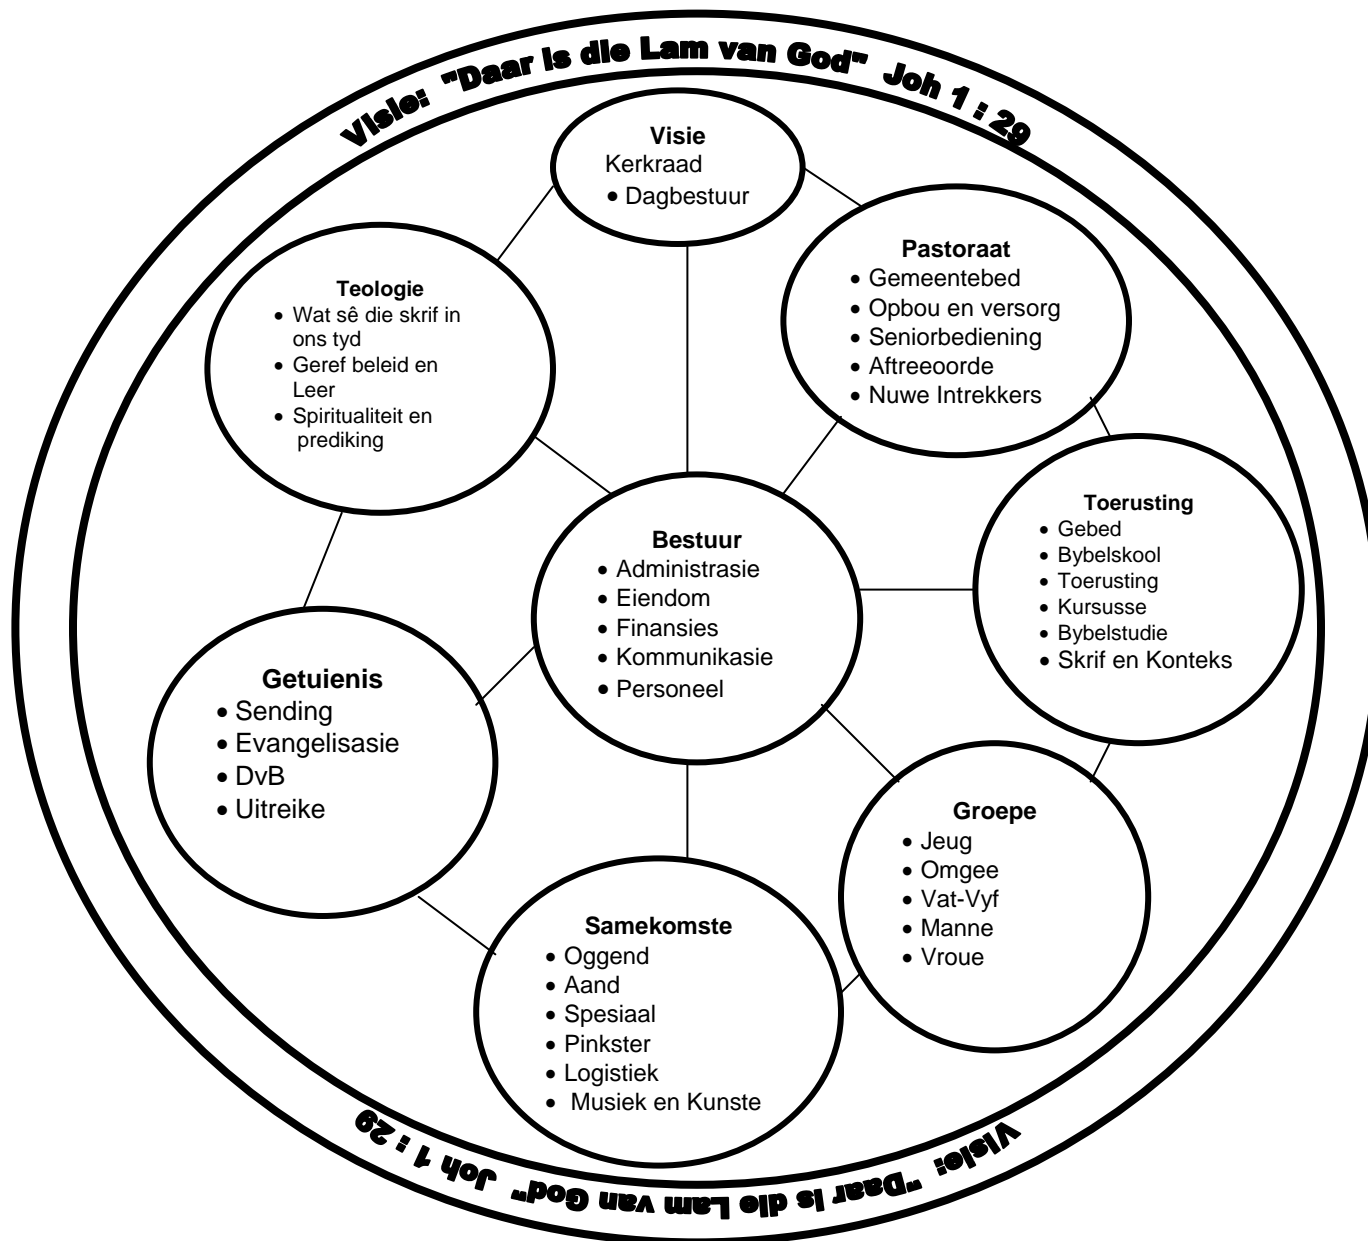 Visie: "Daar is die Lam van God" Joh 1 : 29
Visie
Kerkraad
• Dagbestuur
Teologie
• Wat sê die skrif in
ons tyd
• Geref beleid en
Leer
• Spiritualiteit en
prediking
Pastoraat
• Gemeentebed
• Opbou en versorg
• Seniorbediening
• Aftreeoorde
• Nuwe Intrekkers
Bestuur
• Administrasie
• Eiendom
• Finansies
• Kommunikasie
• Personeel
Toerusting
• Gebed
• Bybelskool
• Toerusting
• Kursusse
• Bybelstudie
• Skrif en Konteks
Getuienis
• Sending
• Evangelisasie
• DvB
• Uitreike
Groepe
• Jeug
• Omgee
• Vat-Vyf
• Manne
• Vroue
Samekomste
• Oggend
• Aand
• Spesiaal
• Pinkster
• Logistiek
• Musiek en Kunste
Visie: "Daar is die Lam van God" Joh 1 : 29